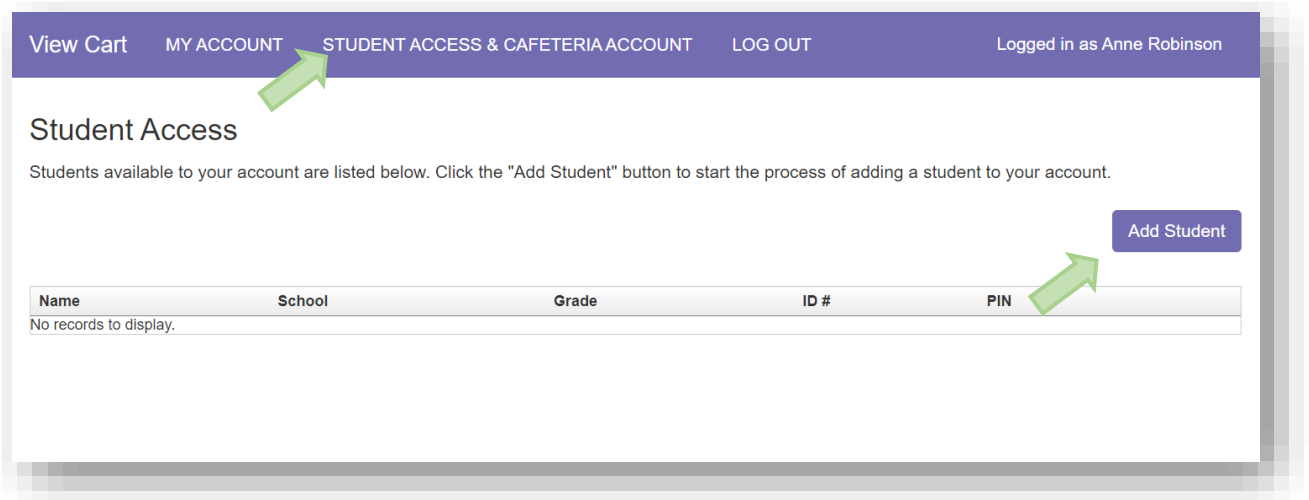 View Cart MY ACCOUNT STUDENT ACCESS & CAFETERIA ACCOUNT LOG OUT Logged in as Anne Robinson
Student Access
Students available to your account are listed below. Click the "Add Student" button to start the process of adding a student to your account.
Add Student
Name School Grade ID # PIN
No records to display.